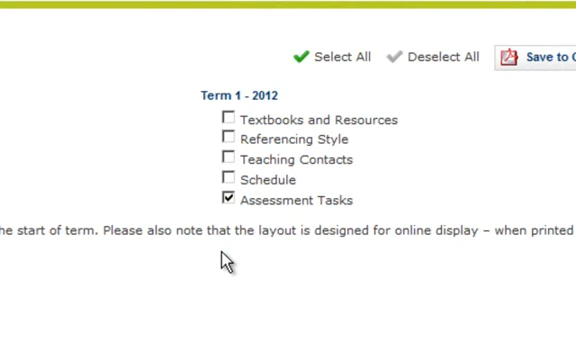 Select All Deselect All Save to
Term 1 - 2012
Textbooks and Resources
Referencing Style
Teaching Contacts
Schedule
Assessment Tasks
he start of term. Please also note that the layout is designed for online display – when printed